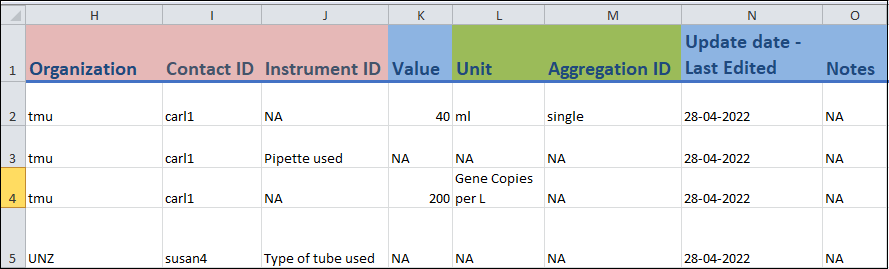 H I J K L M N O
1 Organization Contact ID Instrument ID Value Unit Aggregation ID Update date - Last Edited Notes
2 tmu carl1 NA 40 ml single 28-04-2022 NA
3 tmu carl1 Pipette used NA NA NA 28-04-2022 NA
4 tmu carl1 NA 200 Gene Copies per L NA 28-04-2022 NA
5 UNZ susan4 Type of tube used NA NA NA 28-04-2022 NA